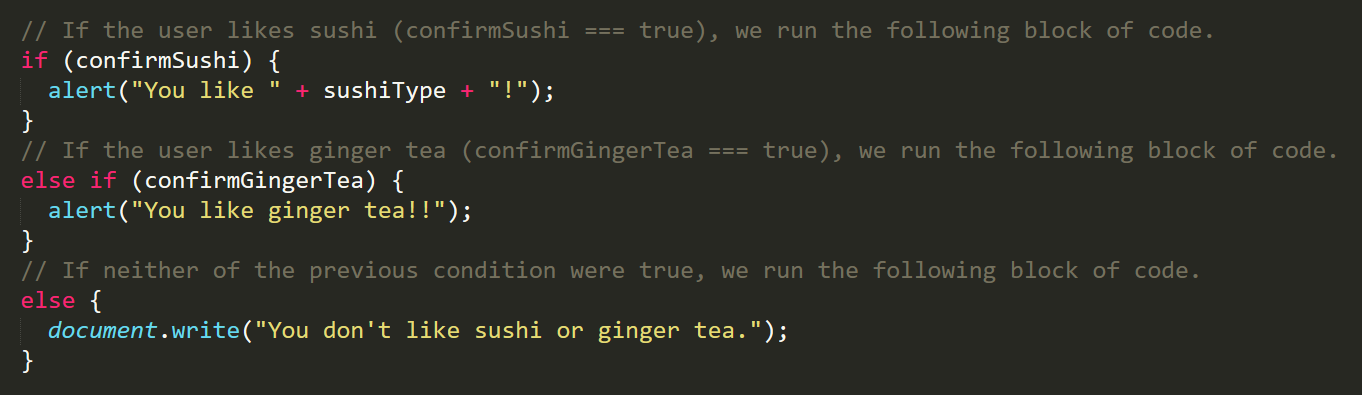 // If the user likes sushi (confirmSushi === true), we run the following block of code.
if (confirmSushi) {
  alert("You like " + sushiType + "!");
}
// If the user likes ginger tea (confirmGingerTea === true), we run the following block of code.
else if (confirmGingerTea) {
  alert("You like ginger tea!!");
}
// If neither of the previous condition were true, we run the following block of code.
else {
  document.write("You don't like sushi or ginger tea.");
}